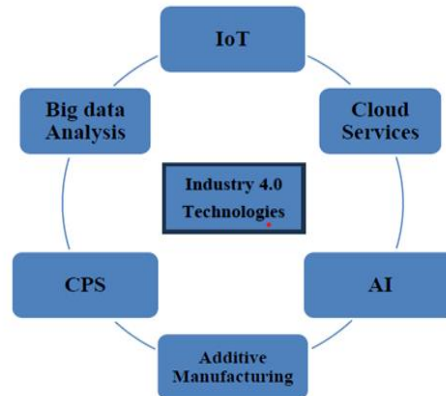 IoT
Big data
Analysis
Cloud
Services
Industry 4.0
Technologies
CPS
AI
Additive
Manufacturing